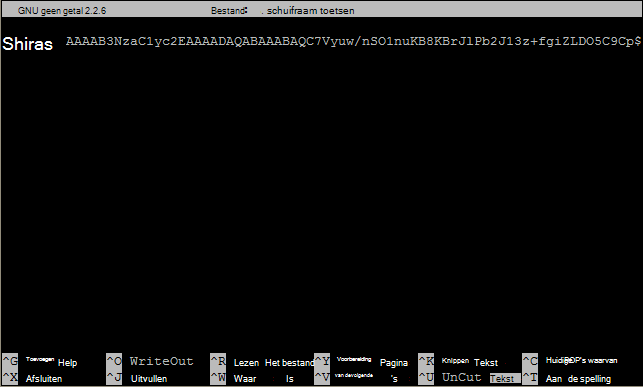 GNU geen getal 2.2.6 Bestand: . schuifraam toetsen
Shiras AAAAB3NzaC1yc2EAAAADAQABAAABAQC7Vyuw/nSO1nuKB8KBrJlPb2J13z+fgiZLDO5C9Cp$
^G Toevoegen Help ^O WriteOut ^R Lezen Het bestand ^Y Voorbereiding Pagina ^K Knippen Tekst ^C Huidige POP's waarvan
^X Afsluiten ^J Uitvullen ^W Waar Is ^V van de volgende 's ^U UnCut Tekst ^T Aan de spelling